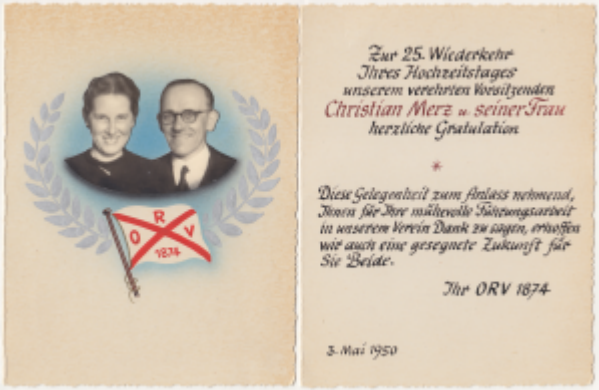 O R V
1874
Zur 25. Wiederkehr
Ihres Hochzeitstages
unserem verehrten Vorsitzenden
Christian Merz u. seiner Frau
herzliche Gratulation
*
Diese Gelegenheit zum Anlass nehmend,
Ihnen für Ihre mühevolle Führungsarbeit
in unserem Verein Dank zu sagen, erhoffen
wir auch eine gesegnete Zukunft für
Sie Beide.
Ihr ORV 1874
3. Mai 1950